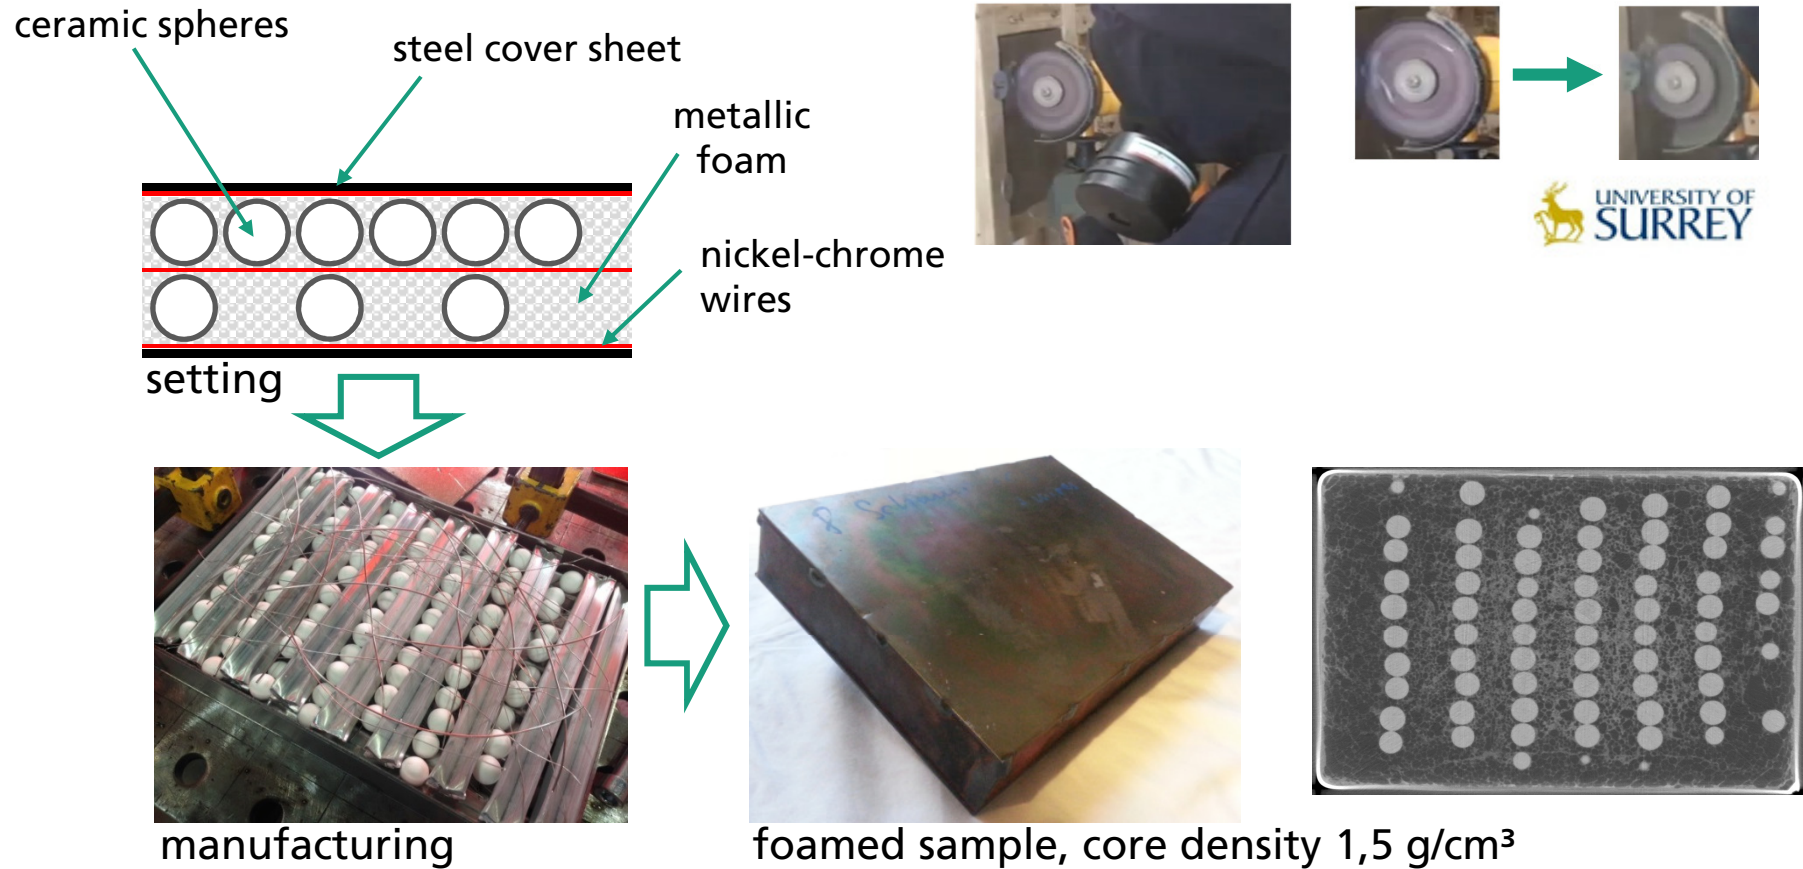 ceramic spheres
steel cover sheet
metallic
foam
nickel-chrome
wires
UNIVERSITY OF
SURREY
setting
manufacturing
8
foamed sample, core density 1,5 g/cm³